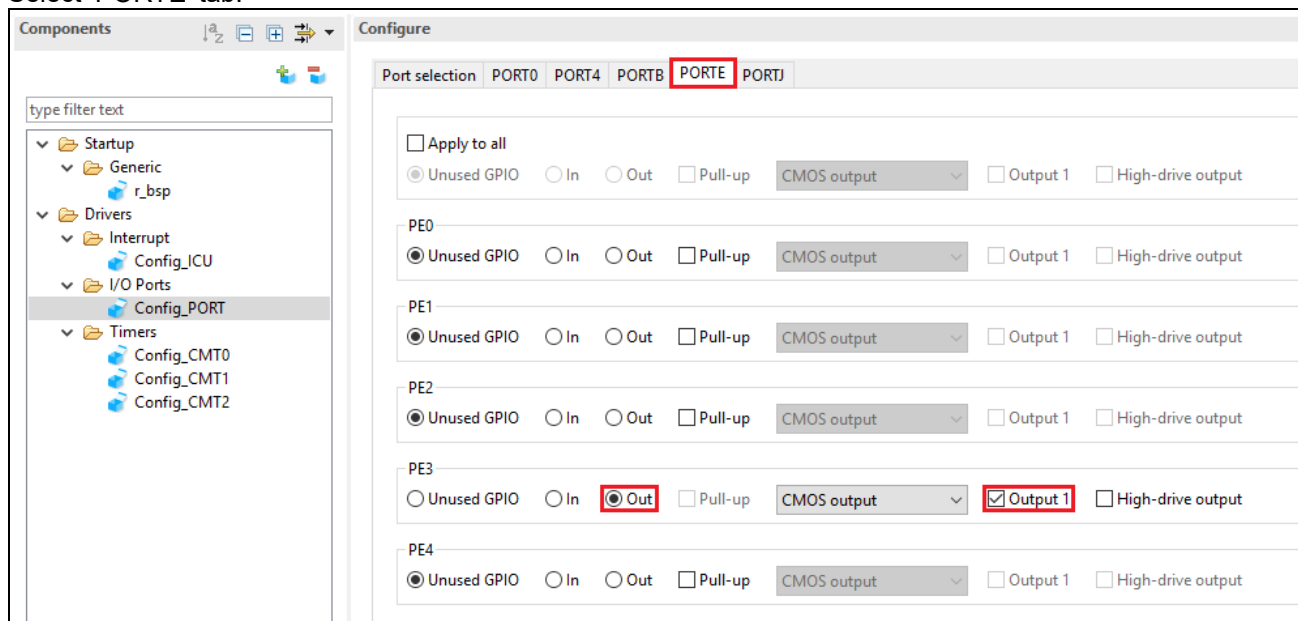 Select 'PORTE' tab.
Components
Configure
Port selection PORT0 PORT4 PORTB PORTE PORTJ
type filter text
Startup
Generic
r_bsp
Drivers
Interrupt
Config_ICU
I/O Ports
Config_PORT
Timers
Config_CMT0
Config_CMT1
Config_CMT2
Apply to all
Unused GPIO In Out Pull-up CMOS output Output 1 High-drive output
PE0
Unused GPIO In Out Pull-up CMOS output Output 1 High-drive output
PE1
Unused GPIO In Out Pull-up CMOS output Output 1 High-drive output
PE2
Unused GPIO In Out Pull-up CMOS output Output 1 High-drive output
PE3
Unused GPIO In Out Pull-up CMOS output Output 1 High-drive output
PE4
Unused GPIO In Out Pull-up CMOS output Output 1 High-drive output